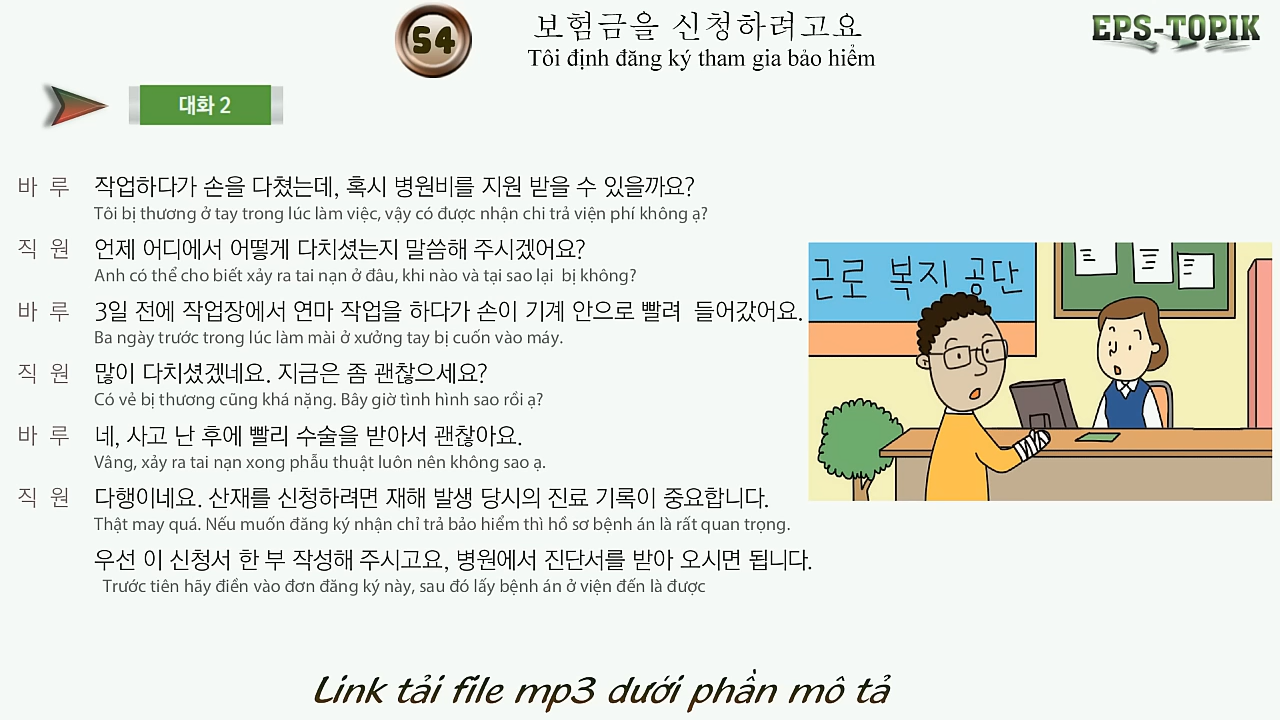 54
보험금을 신청하려고요
Tôi định đăng ký tham gia bảo hiểm
EPS-TOPIK
대화 2
바 루 작업하다가 손을 다쳤는데, 혹시 병원비를 지원 받을 수 있을까요?
Tôi bị thương ở tay trong lúc làm việc, vậy có được nhận chi trả viện phí không ạ?
직 원 언제 어디에서 어떻게 다치셨는지 말씀해 주시겠어요?
Anh có thể cho biết xảy ra tai nạn ở đâu, khi nào và tại sao lại bị không?
바 루 3일 전에 작업장에서 연마 작업을 하다가 손이 기계 안으로 빨려 들어갔어요.
Ba ngày trước trong lúc làm mài ở xưởng tay bị cuốn vào máy.
직 원 많이 다치셨겠네요. 지금은 좀 괜찮으세요?
Có vẻ bị thương cũng khá nặng. Bây giờ tình hình sao rồi ạ?
바 루 네, 사고 난 후에 빨리 수술을 받아서 괜찮아요.
Vâng, xảy ra tai nạn xong phẫu thuật luôn nên không sao ạ.
직 원 다행이네요. 산재를 신청하려면 재해 발생 당시의 진료 기록이 중요합니다.
Thật may quá. Nếu muốn đăng ký nhận chỉ trả bảo hiểm thì hồ sơ bệnh án là rất quan trọng.
우선 이 신청서 한 부 작성해 주시고요, 병원에서 진단서를 받아 오시면 됩니다.
Trước tiên hãy điền vào đơn đăng ký này, sau đó lấy bệnh án ở viện đến là được
근로 복지 공단
Link tải file mp3 dưới phần mô tả